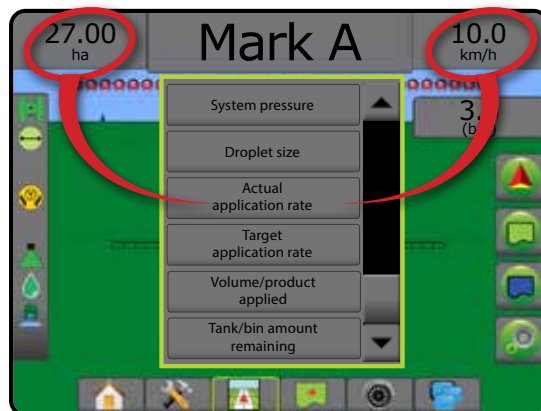 27.00
ha
Mark A
10.0
km/h
3.
(b
System pressure
Droplet size
Actual
application rate
Target
application rate
Volume/product
applied
Tank/bin amount
remaining